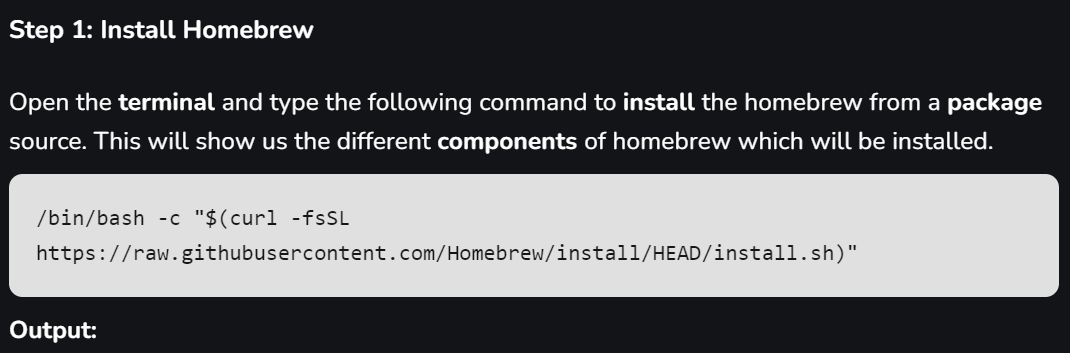 Step 1: Install Homebrew
Open the terminal and type the following command to install the homebrew from a package
source. This will show us the different components of homebrew which will be installed.
/bin/bash -c "$(curl -fsSL
https://raw.githubusercontent.com/Homebrew/install/HEAD/install.sh)"
Output: